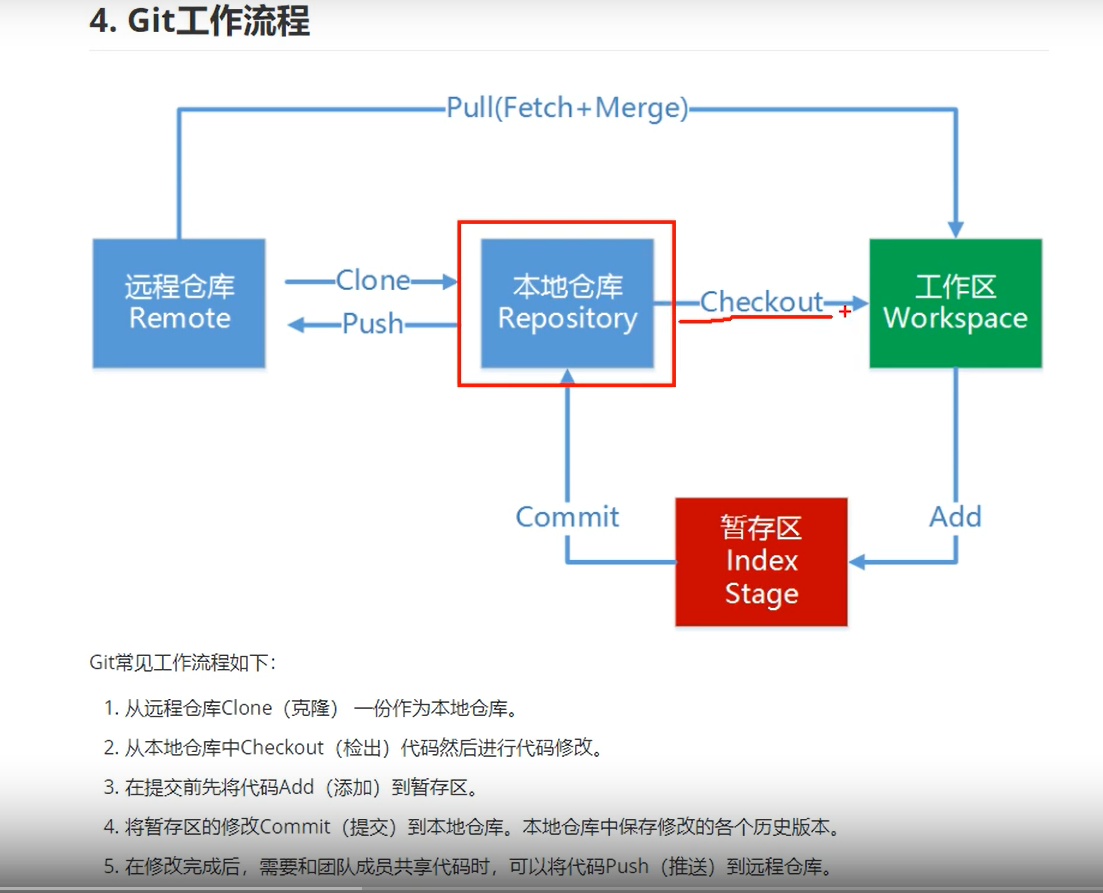 4. Git工作流程
Pull(Fetch+Merge)
远程仓库
Remote
Clone
Push
本地仓库
Repository
Checkout
工作区
Workspace
Commit
暂存区
Index
Stage
Add
Git常见工作流程如下:
1. 从远程仓库Clone（克隆） 一份作为本地仓库。
2. 从本地仓库中Checkout（检出）代码然后进行代码修改。
3. 在提交前先将代码Add（添加）到暂存区。
4. 将暂存区的修改Commit（提交）到本地仓库。本地仓库中保存修改的各个历史版本。
5. 在修改完成后，需要和团队成员共享代码时，可以将代码Push（推送）到远程仓库。